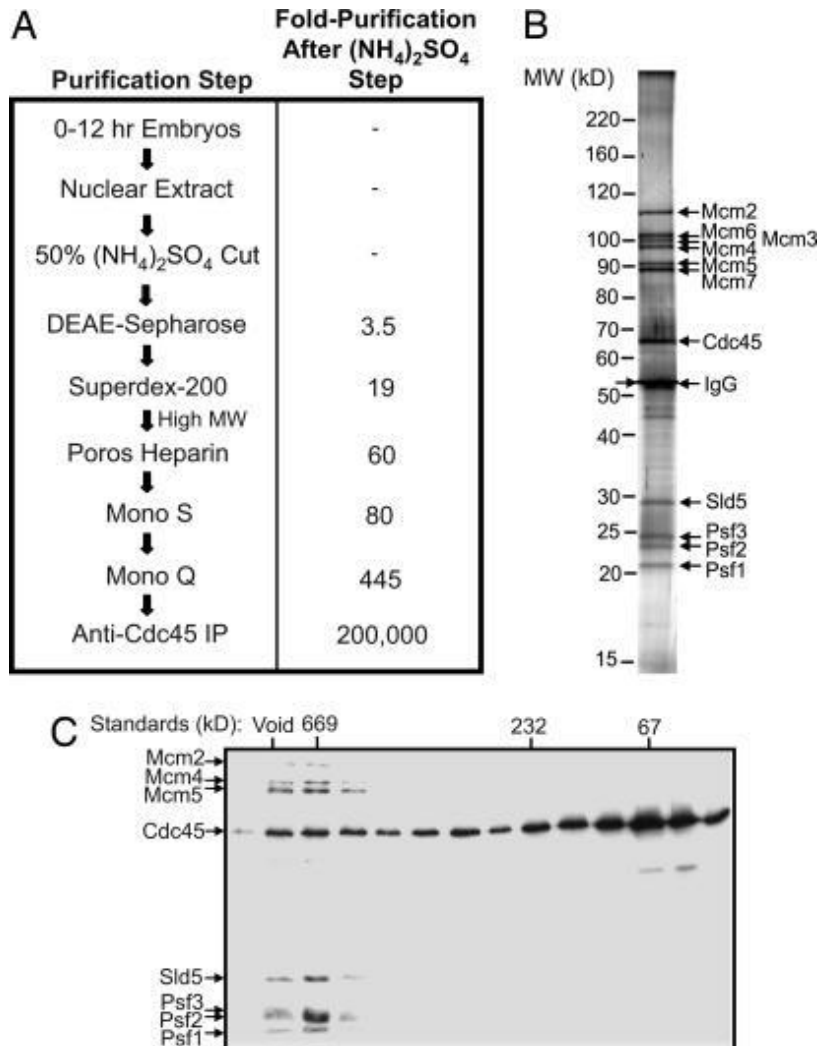 A
Purification Step
Fold-Purification
After (NH₄)₂SO₄
Step
0-12 hr Embryos -
Nuclear Extract -
50% (NH₄)₂SO₄ Cut -
DEAE-Sepharose 3.5
Superdex-200 19
High MW
Poros Heparin 60
Mono S 80
Mono Q 445
Anti-Cdc45 IP 200,000
B
MW (kD)
220
160
120
100
90
80
70
60
50
40
30
25
20
15
Mcm2
Mcm6
Mcm3
Mcm4
Mcm5
Mcm7
Cdc45
IgG
Sld5
Psf3
Psf2
Psf1
C
Standards (kD): Void 669 232 67
Mcm2
Mcm4
Mcm5
Cdc45
Sld5
Psf3
Psf2
Psf1